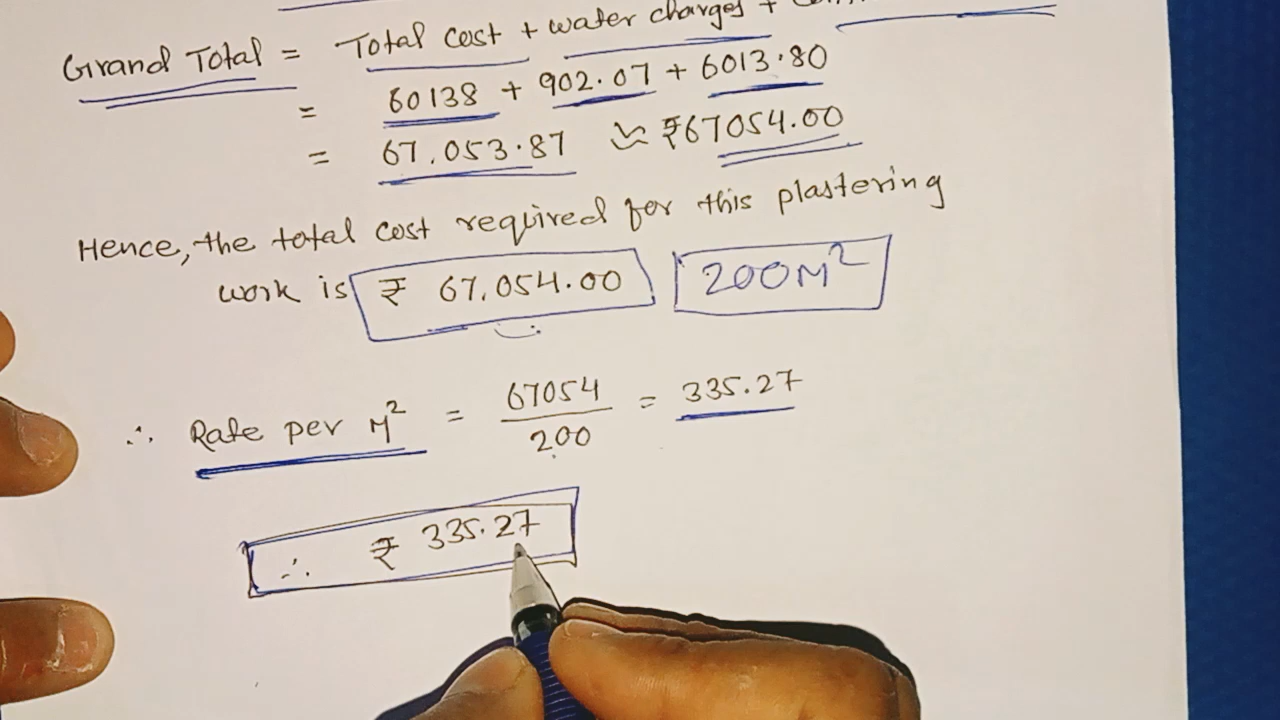 Grand Total = Total cost + water charges +
= 60138 + 902.07 + 6013.80
= 67,053.87 ≈ ₹67054.00
Hence, the total cost required for this plastering
work is ₹ 67,054.00 200M²
∴ Rate per M² = 67054/200 = 335.27
∴ ₹ 335.27